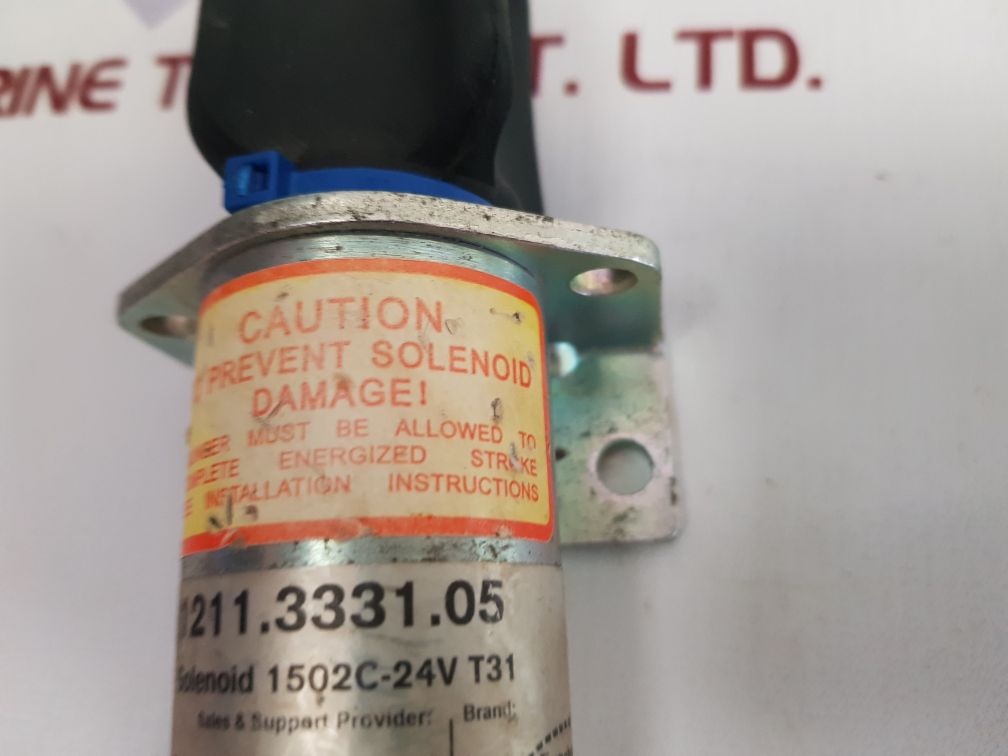 RINE T T. LTD.
CAUTION
PREVENT SOLENOID
DAMAGE!
MUST BE ALLOWED TO
ENERGIZED STROKE
INSTALLATION INSTRUCTIONS
211.3331.05
Solenoid 1502C-24V T31
Sales & Support Provider: Brand: